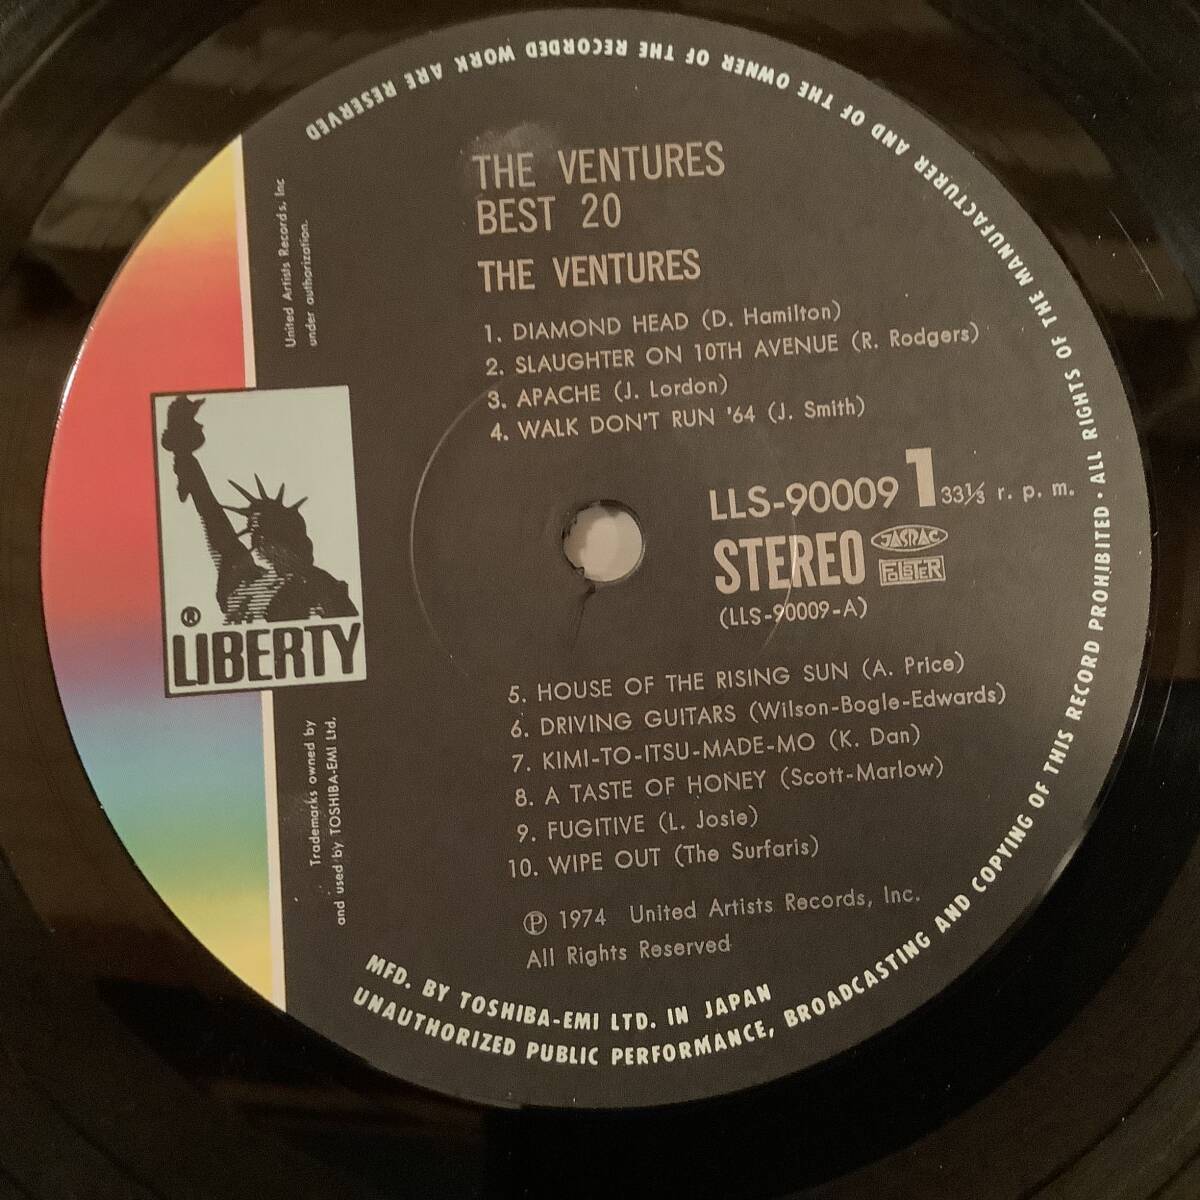 THE VENTURES
BEST 20
THE VENTURES
1. DIAMOND HEAD (D. Hamilton)
2. SLAUGHTER ON 10TH AVENUE (R. Rodgers)
3. APACHE (J. Lordon)
4. WALK DON'T RUN '64 (J. Smith)
LLS-90009 1 33⅓ r. p. m.
STEREO JASRAC
FOLSTER
(LLS-90009-A)
5. HOUSE OF THE RISING SUN (A. Price)
6. DRIVING GUITARS (Wilson-Bogle-Edwards)
7. KIMI-TO-ITSU-MADE-MO (K. Dan)
8. A TASTE OF HONEY (Scott-Marlow)
9. FUGITIVE (L. Josie)
10. WIPE OUT (The Surfaris)
Ⓟ 1974 United Artists Records, Inc.
All Rights Reserved
United Artists Records, Inc
under authorization.
® LIBERTY
Trademarks owned by
and used by TOSHIBA-EMI Ltd.
MFD. BY TOSHIBA-EMI LTD. IN JAPAN
UNAUTHORIZED PUBLIC PERFORMANCE, BROADCASTING AND COPYING OF THIS RECORD PROHIBITED · ALL RIGHTS OF THE MANUFACTURER AND OF THE OWNER OF THE RECORDED WORK ARE RESERVED